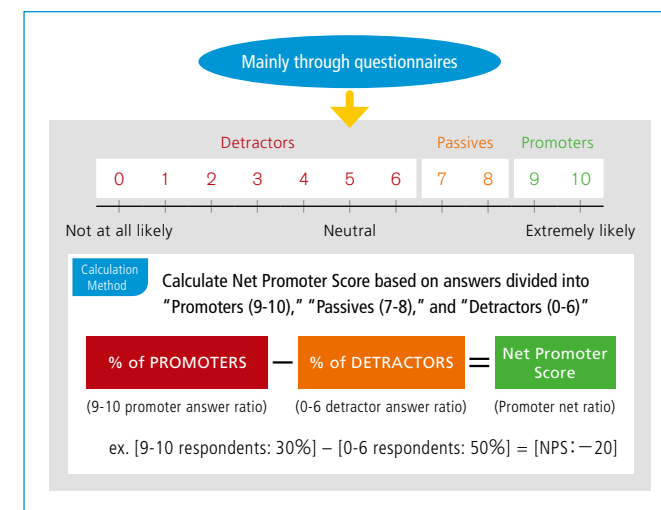 Mainly through questionnaires
Detractors Passives Promoters
0 1 2 3 4 5 6 7 8 9 10
Not at all likely Neutral Extremely likely
Calculation
Method
Calculate Net Promoter Score based on answers divided into
“Promoters (9-10),” “Passives (7-8),” and “Detractors (0-6)”
% of PROMOTERS − % of DETRACTORS = Net Promoter
Score
(9-10 promoter answer ratio) (0-6 detractor answer ratio) (Promoter net ratio)
ex. [9-10 respondents: 30%] – [0-6 respondents: 50%] = [NPS：−20]